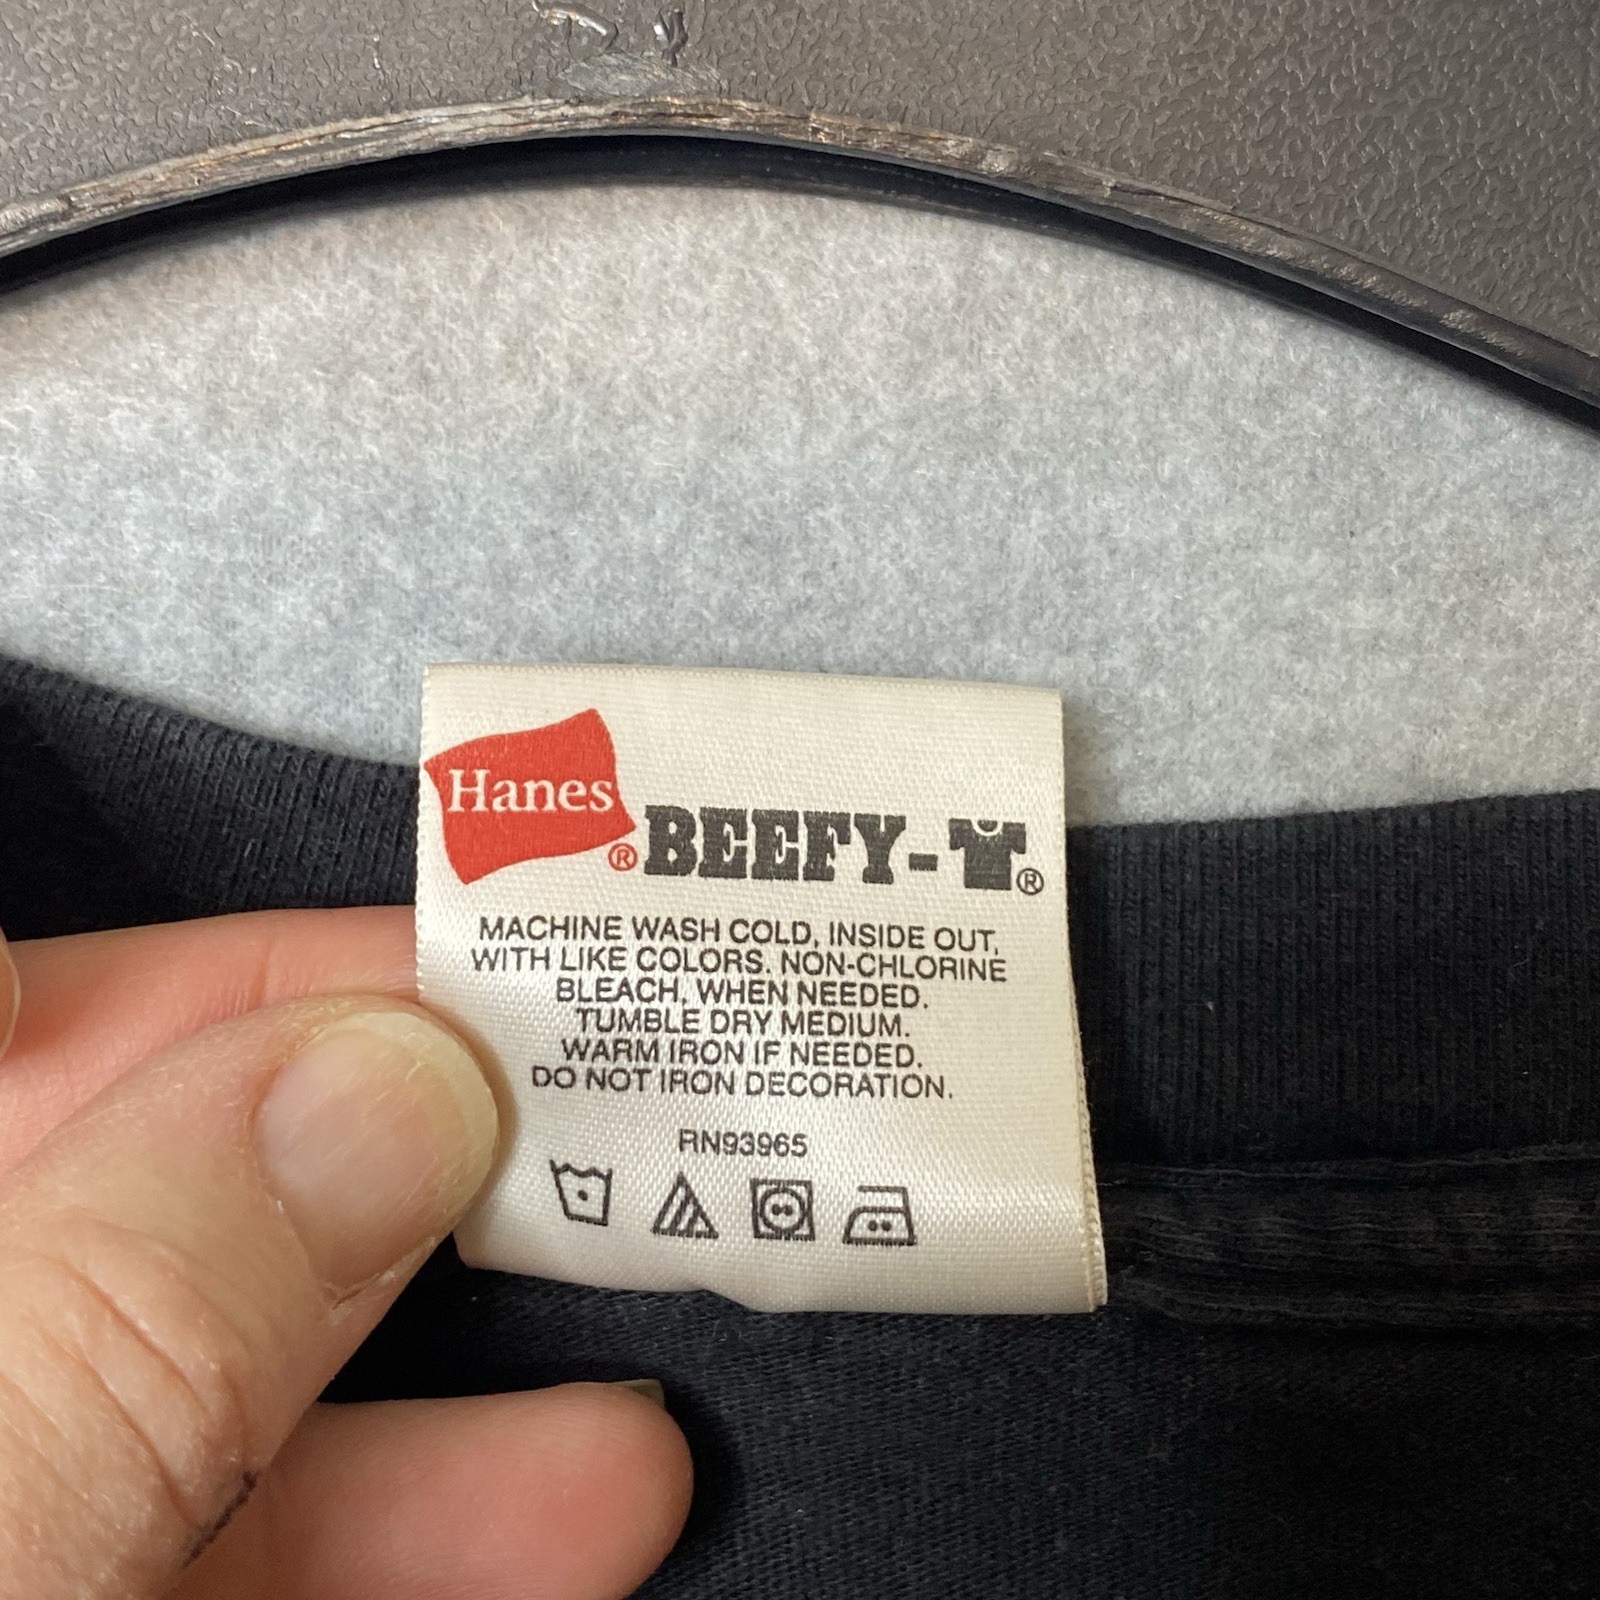 Hanes® BEEFY-T®
MACHINE WASH COLD, INSIDE OUT,
WITH LIKE COLORS. NON-CHLORINE
BLEACH, WHEN NEEDED.
TUMBLE DRY MEDIUM.
WARM IRON IF NEEDED.
DO NOT IRON DECORATION.
RN93965